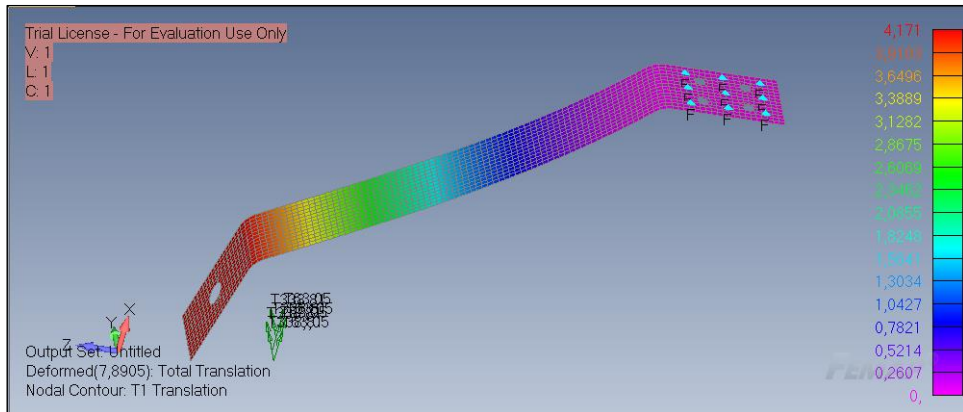 Trial License - For Evaluation Use Only
V: 1
L: 1
C: 1
4,171
3,6496
3,3889
3,1282
2,8675
2,6069
2,0855
1,8248
1,3034
1,0427
0,7821
0,5214
0,2607
0,
F F F
F F F
F F F
Y
X
Z
Output Set: Untitled
Deformed(7,8905): Total Translation
Nodal Contour: T1 Translation